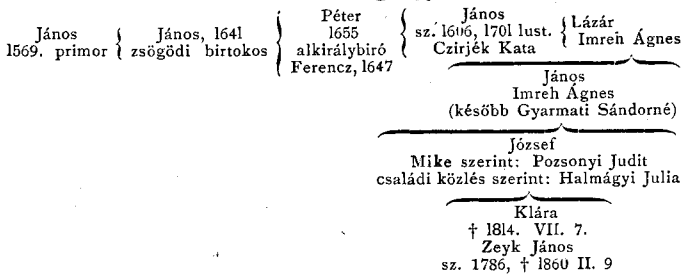 János
1569. primor
János, 1641
zsögödi birtokos
Péter
1655
alkirálybiró
Ferencz, 1647
János
sz. 1606, 1701 lust.
Czirjék Kata
Lázár
Imreh Ágnes
János
Imreh Ágnes
(később Gyarmati Sándorné)
József
Mike szerint: Pozsonyi Judit
családi közlés szerint: Halmágyi Julia
Klára
† 1814. VII. 7.
Zeyk János
sz. 1786, † 1860 II. 9